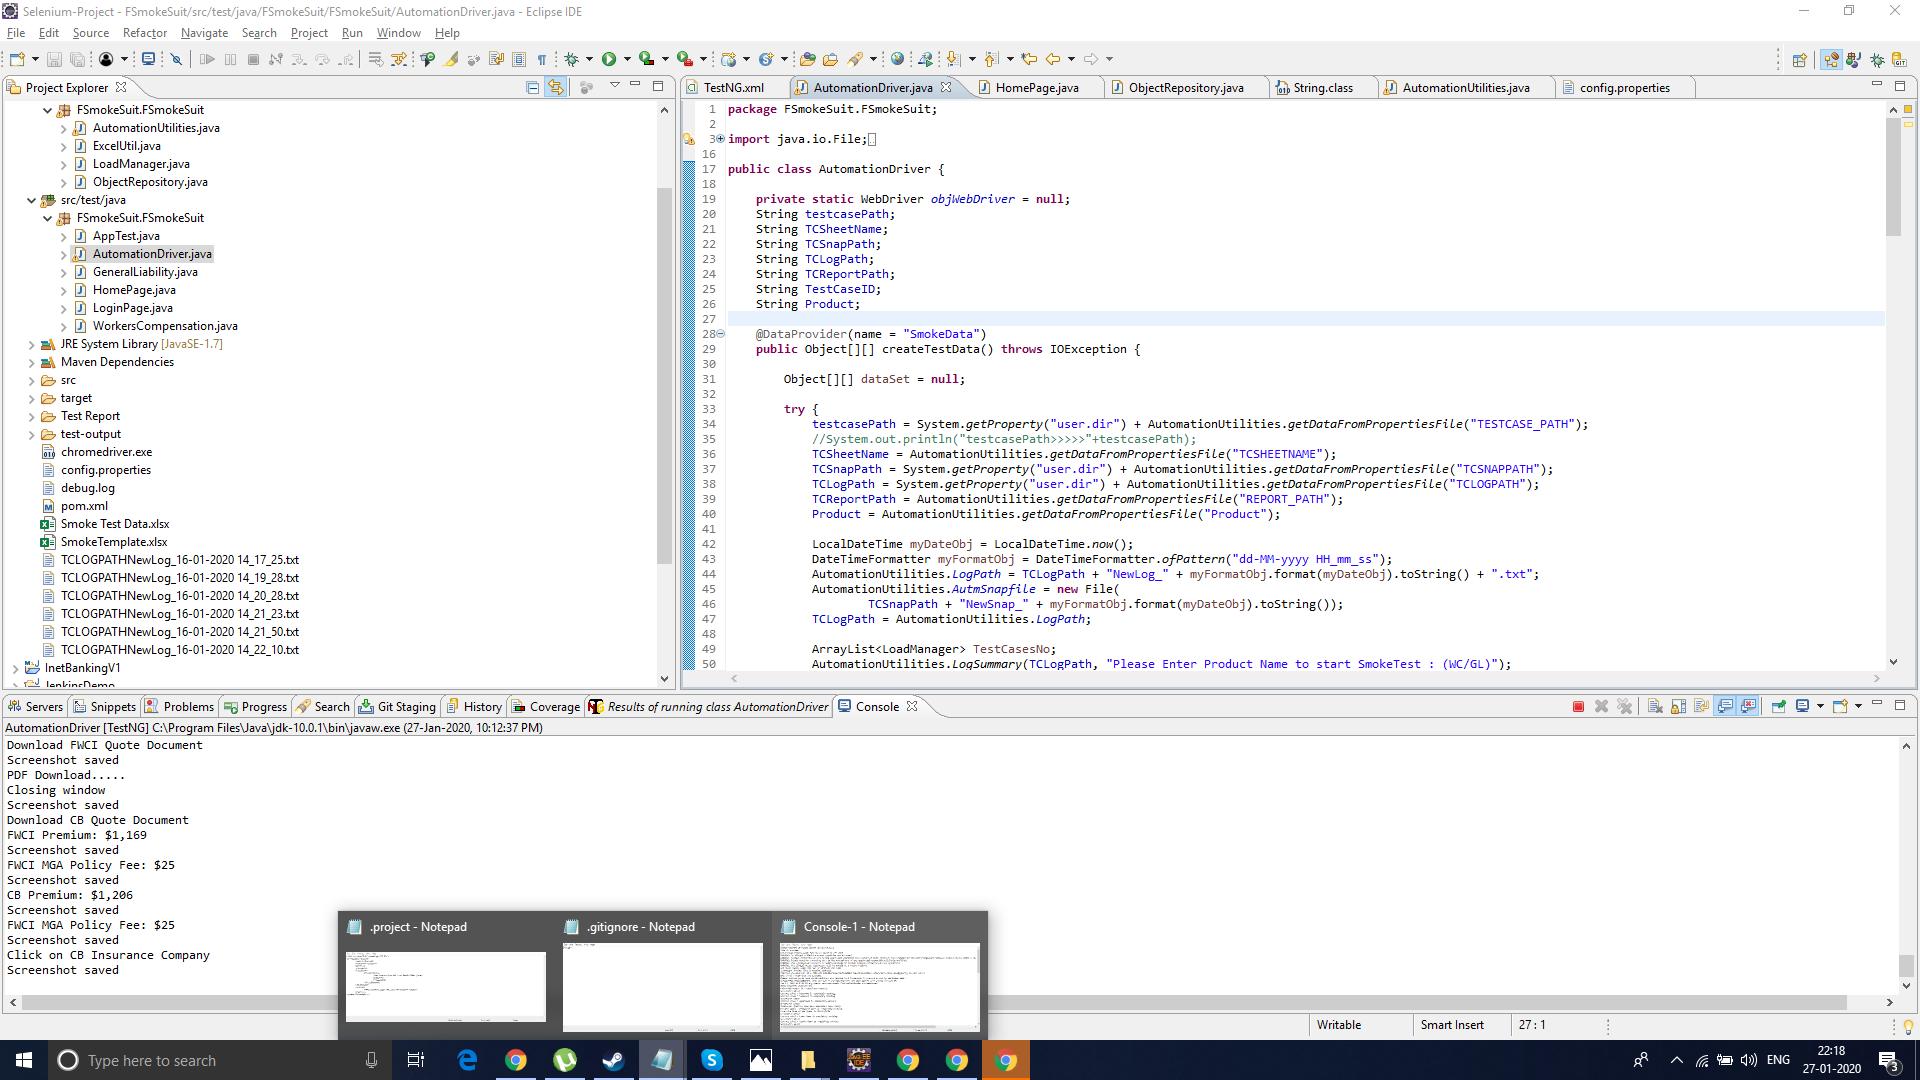 Selenium-Project - FSmokeSuit/src/test/java/FSmokeSuit/FSmokeSuit/AutomationDriver.java - Eclipse IDE
File Edit Source Refactor Navigate Search Project Run Window Help
Project Explorer
FSmokeSuit.FSmokeSuit
AutomationUtilities.java
ExcelUtil.java
LoadManager.java
ObjectRepository.java
src/test/java
FSmokeSuit.FSmokeSuit
AppTest.java
AutomationDriver.java
GeneralLiability.java
HomePage.java
LoginPage.java
WorkersCompensation.java
JRE System Library [JavaSE-1.7]
Maven Dependencies
src
target
Test Report
test-output
chromedriver.exe
config.properties
debug.log
pom.xml
Smoke Test Data.xlsx
SmokeTemplate.xlsx
TCLOGPATHNewLog_16-01-2020 14_17_25.txt
TCLOGPATHNewLog_16-01-2020 14_19_28.txt
TCLOGPATHNewLog_16-01-2020 14_20_28.txt
TCLOGPATHNewLog_16-01-2020 14_21_23.txt
TCLOGPATHNewLog_16-01-2020 14_21_50.txt
TCLOGPATHNewLog_16-01-2020 14_22_10.txt
InetBankingV1
JenkinsDemo
TestNG.xml AutomationDriver.java HomePage.java ObjectRepository.java String.class AutomationUtilities.java config.properties
1 package FSmokeSuit.FSmokeSuit;
2
3 import java.io.File;
16
17 public class AutomationDriver {
18
19 private static WebDriver objWebDriver = null;
20 String testcasePath;
21 String TCSheetName;
22 String TCSnapPath;
23 String TCLogPath;
24 String TCReportPath;
25 String TestCaseID;
26 String Product;
27
28 @DataProvider(name = "SmokeData")
29 public Object[][] createTestData() throws IOException {
30
31 Object[][] dataSet = null;
32
33 try {
34 testcasePath = System.getProperty("user.dir") + AutomationUtilities.getDataFromPropertiesFile("TESTCASE_PATH");
35 //System.out.println("testcasePath>>>>>"+testcasePath);
36 TCSheetName = AutomationUtilities.getDataFromPropertiesFile("TCSHEETNAME");
37 TCSnapPath = System.getProperty("user.dir") + AutomationUtilities.getDataFromPropertiesFile("TCSNAPPATH");
38 TCLogPath = System.getProperty("user.dir") + AutomationUtilities.getDataFromPropertiesFile("TCLOGPATH");
39 TCReportPath = AutomationUtilities.getDataFromPropertiesFile("REPORT_PATH");
40 Product = AutomationUtilities.getDataFromPropertiesFile("Product");
41
42 LocalDateTime myDateObj = LocalDateTime.now();
43 DateTimeFormatter myFormatObj = DateTimeFormatter.ofPattern("dd-MM-yyyy HH_mm_ss");
44 AutomationUtilities.LogPath = TCLogPath + "NewLog_" + myFormatObj.format(myDateObj).toString() + ".txt";
45 AutomationUtilities.AutmSnapfile = new File(
46 TCSnapPath + "NewSnap_" + myFormatObj.format(myDateObj).toString());
47 TCLogPath = AutomationUtilities.LogPath;
48
49 ArrayList<LoadManager> TestCasesNo;
50 AutomationUtilities.LogSummary(TCLogPath, "Please Enter Product Name to start SmokeTest : (WC/GL)");
Servers Snippets Problems Progress Search Git Staging History Coverage Results of running class AutomationDriver Console
AutomationDriver [TestNG] C:\Program Files\Java\jdk-10.0.1\bin\javaw.exe (27-Jan-2020, 10:12:37 PM)
Download FWCI Quote Document
Screenshot saved
PDF Download.....
Closing window
Screenshot saved
Download CB Quote Document
FWCI Premium: $1,169
Screenshot saved
FWCI MGA Policy Fee: $25
Screenshot saved
CB Premium: $1,206
Screenshot saved
FWCI MGA Policy Fee: $25
Screenshot saved
Click on CB Insurance Company
Screenshot saved
.project - Notepad .gitignore - Notepad Console-1 - Notepad
Writable Smart Insert 27 : 1
Type here to search
ENG
22:18
27-01-2020
3